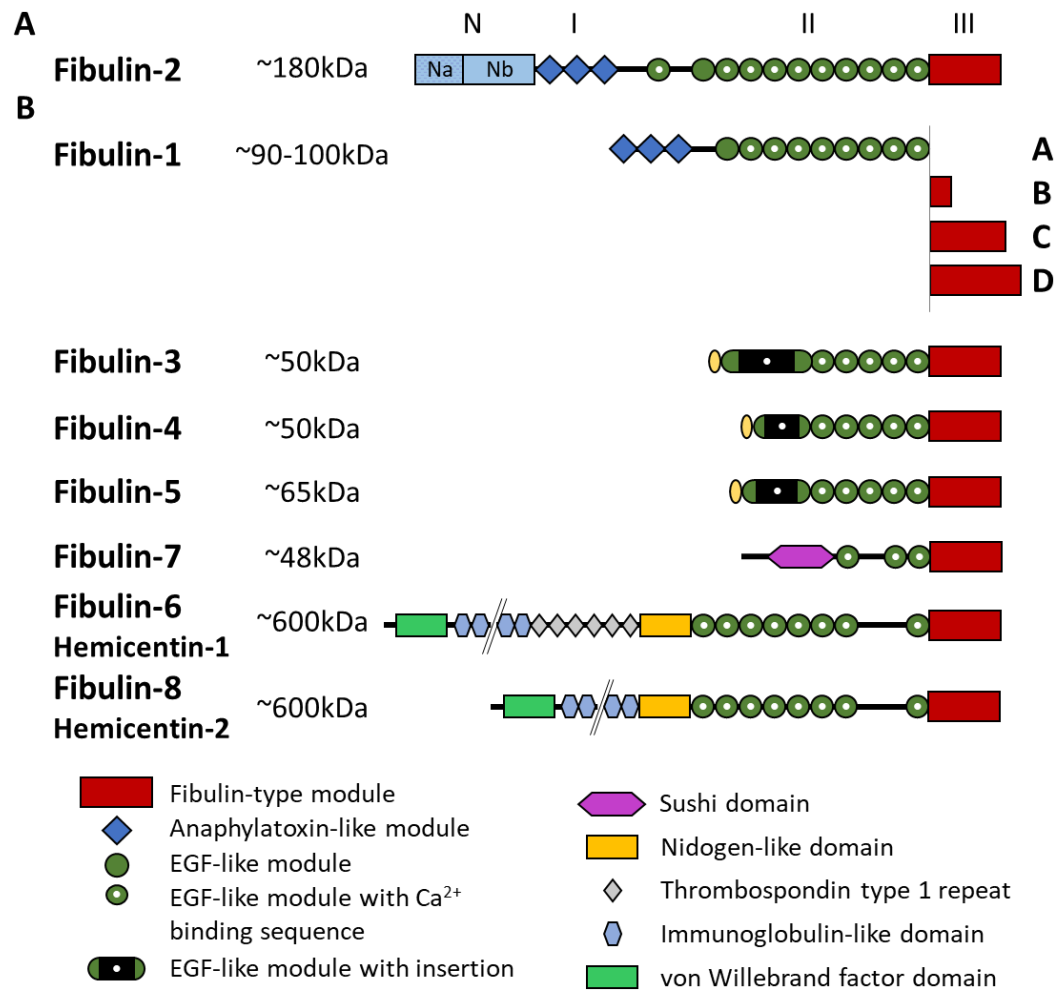 A
N I II III
Fibulin-2 ~180kDa Na Nb
B
Fibulin-1 ~90-100kDa A
B
C
D
Fibulin-3 ~50kDa
Fibulin-4 ~50kDa
Fibulin-5 ~65kDa
Fibulin-7 ~48kDa
Fibulin-6 ~600kDa
Hemicentin-1
Fibulin-8 ~600kDa
Hemicentin-2
Fibulin-type module
Anaphylatoxin-like module
EGF-like module
EGF-like module with Ca²⁺
binding sequence
EGF-like module with insertion
Sushi domain
Nidogen-like domain
Thrombospondin type 1 repeat
Immunoglobulin-like domain
von Willebrand factor domain